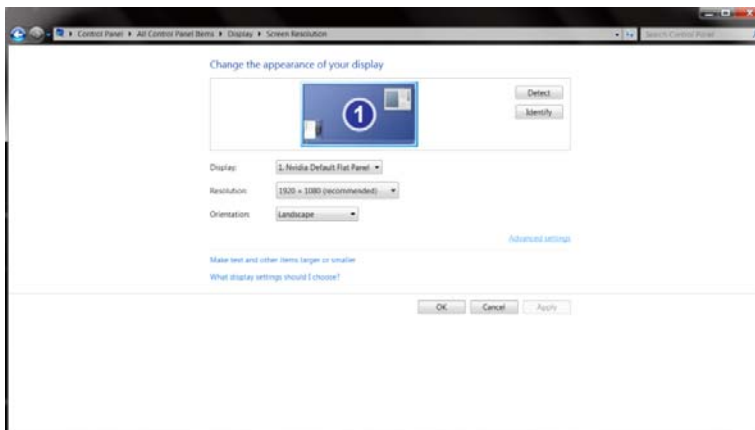 Control Panel ▸ All Control Panel Items ▸ Display ▸ Screen Resolution
Search Control Panel
Change the appearance of your display
1
Detect
Identify
Display: 1. Nvidia Default Flat Panel
Resolution: 1920 × 1080 (recommended)
Orientation: Landscape
Advanced settings
Make text and other items larger or smaller
What display settings should I choose?
OK Cancel Apply